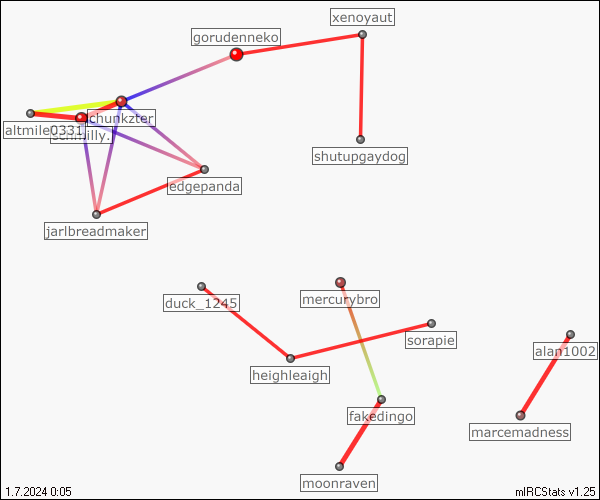 xenoyaut
gorudenneko
chunkzter
altmile0331
shutupgaydog
edgepanda
jarlbreadmaker
duck_1245
mercurybro
sorapie
alan1002
heighleaigh
fakedingo
marcemadness
moonraven
1.7.2024 0:05
mIRCStats v1.25